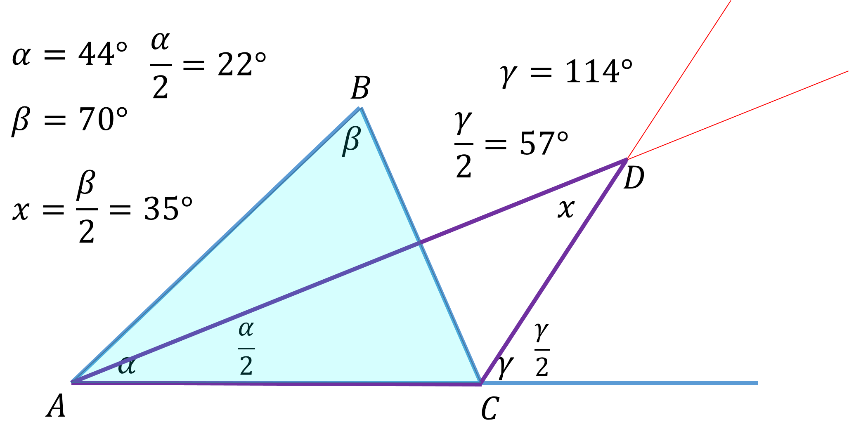 α = 44° α/2 = 22°
γ = 114°
β = 70°
γ/2 = 57°
x = β/2 = 35°
B
β
D
x
α
α/2
γ
γ/2
A
C